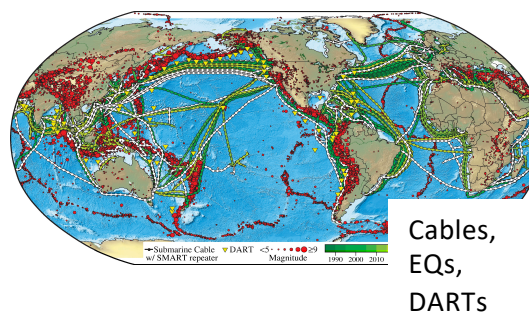 Submarine Cable
w/ SMART repeater
DART
<5 ≥9
Magnitude
1990 2000 2010
Cables,
EQs,
DARTs